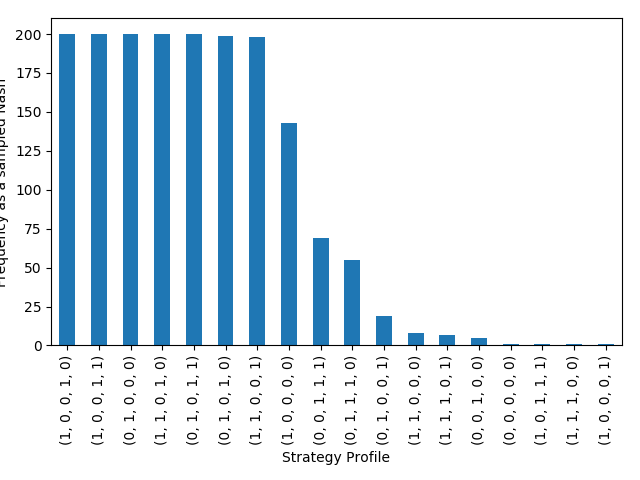 Frequency as a sampled Nash
200
175
150
125
100
75
50
25
0
(1, 0, 0, 1, 0)
(1, 0, 0, 1, 1)
(0, 1, 0, 0, 0)
(1, 1, 0, 1, 0)
(0, 1, 0, 1, 1)
(0, 1, 0, 1, 0)
(1, 1, 0, 0, 1)
(1, 0, 0, 0, 0)
(0, 0, 1, 1, 1)
(0, 1, 1, 1, 0)
(0, 1, 0, 0, 1)
(1, 1, 0, 0, 0)
(1, 1, 1, 0, 1)
(0, 0, 1, 0, 0)
(0, 0, 0, 0, 0)
(1, 0, 1, 1, 1)
(1, 1, 1, 0, 0)
(1, 0, 0, 0, 1)
Strategy Profile